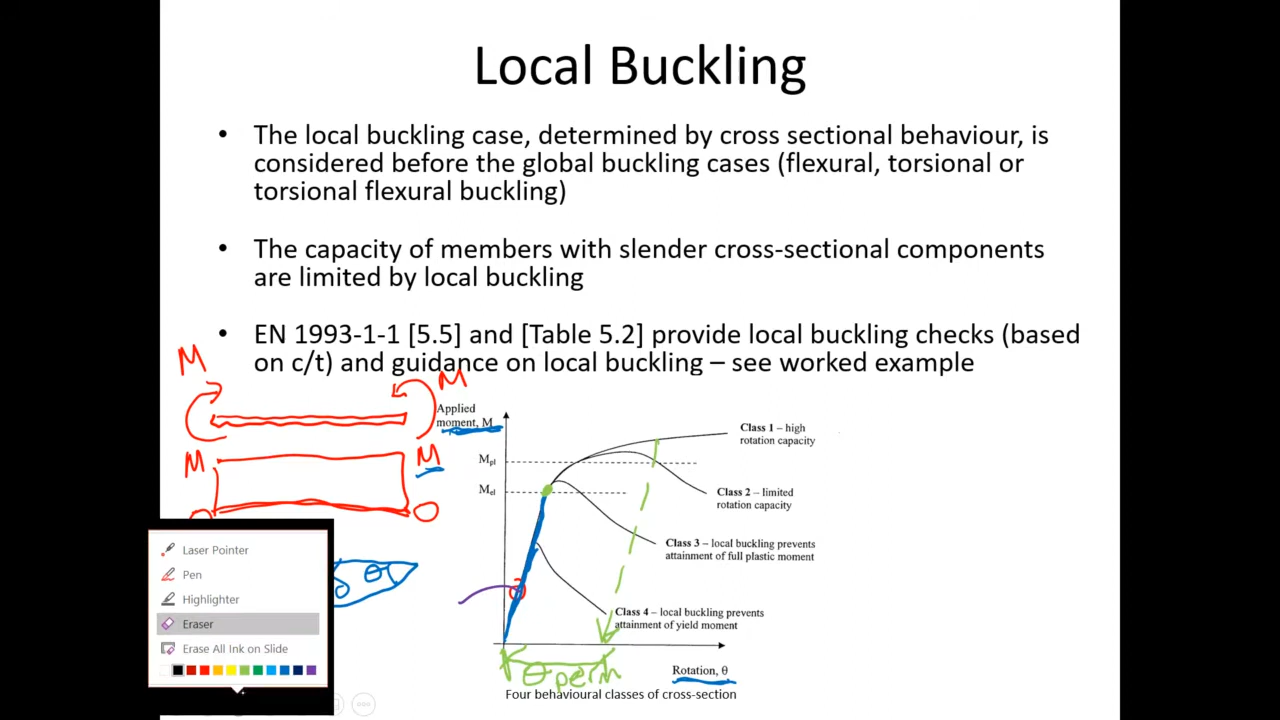 Local Buckling
• The local buckling case, determined by cross sectional behaviour, is
considered before the global buckling cases (flexural, torsional or
torsional flexural buckling)
• The capacity of members with slender cross-sectional components
are limited by local buckling
• EN 1993-1-1 [5.5] and [Table 5.2] provide local buckling checks (based
on c/t) and guidance on local buckling – see worked example
M
M
M
M
O
Applied
moment, M
Mpl
Mel
Class 1 – high
rotation capacity
Class 2 – limited
rotation capacity
Class 3 – local buckling prevents
attainment of full plastic moment
Class 4 – local buckling prevents
attainment of yield moment
Rotation, θ
θ perm
Four behavioural classes of cross-section
Laser Pointer
Pen
Highlighter
Eraser
Erase All Ink on Slide